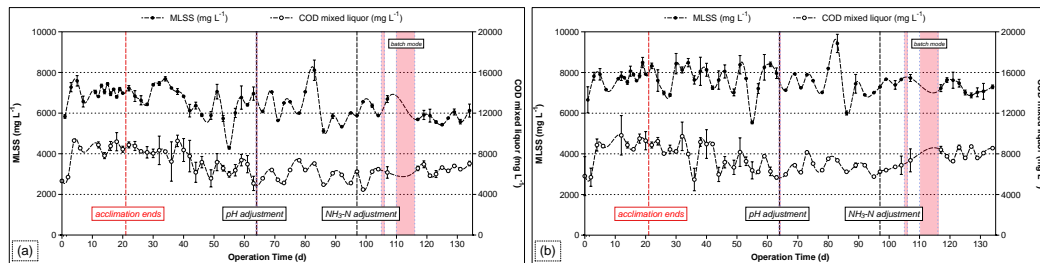 (a)
MLSS (mg L⁻¹) COD mixed liquor (mg L⁻¹)
batch mode
10000
8000
6000
4000
2000
0
20000
16000
12000
8000
4000
0
MLSS (mg L⁻¹)
COD mixed liquor (mg L⁻¹)
acclimation ends
pH adjustment
NH₃-N adjustment
0 10 20 30 40 50 60 70 80 90 100 110 120 130
Operation Time (d)
(b)
MLSS (mg L⁻¹) COD mixed liquor (mg L⁻¹)
batch mode
10000
8000
6000
4000
2000
0
20000
16000
12000
8000
4000
0
MLSS (mg L⁻¹)
COD mixed liquor (mg L⁻¹)
acclimation ends
pH adjustment
NH₃-N adjustment
0 10 20 30 40 50 60 70 80 90 100 110 120 130
Operation Time (d)